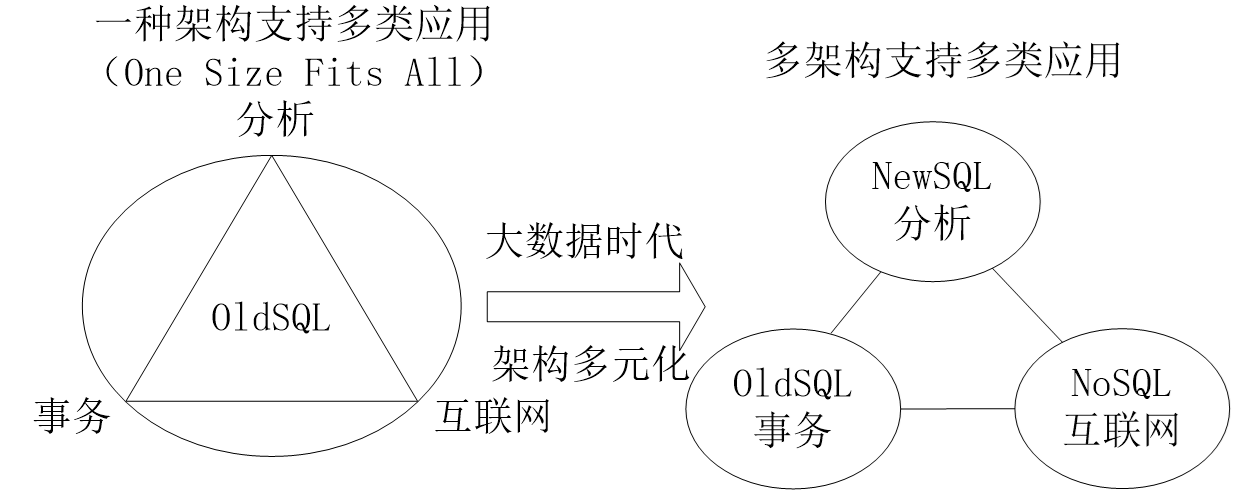 一种架构支持多类应用
（One Size Fits All）
分析
OldSQL
事务
互联网
大数据时代
架构多元化
多架构支持多类应用
NewSQL
分析
OldSQL
事务
NoSQL
互联网